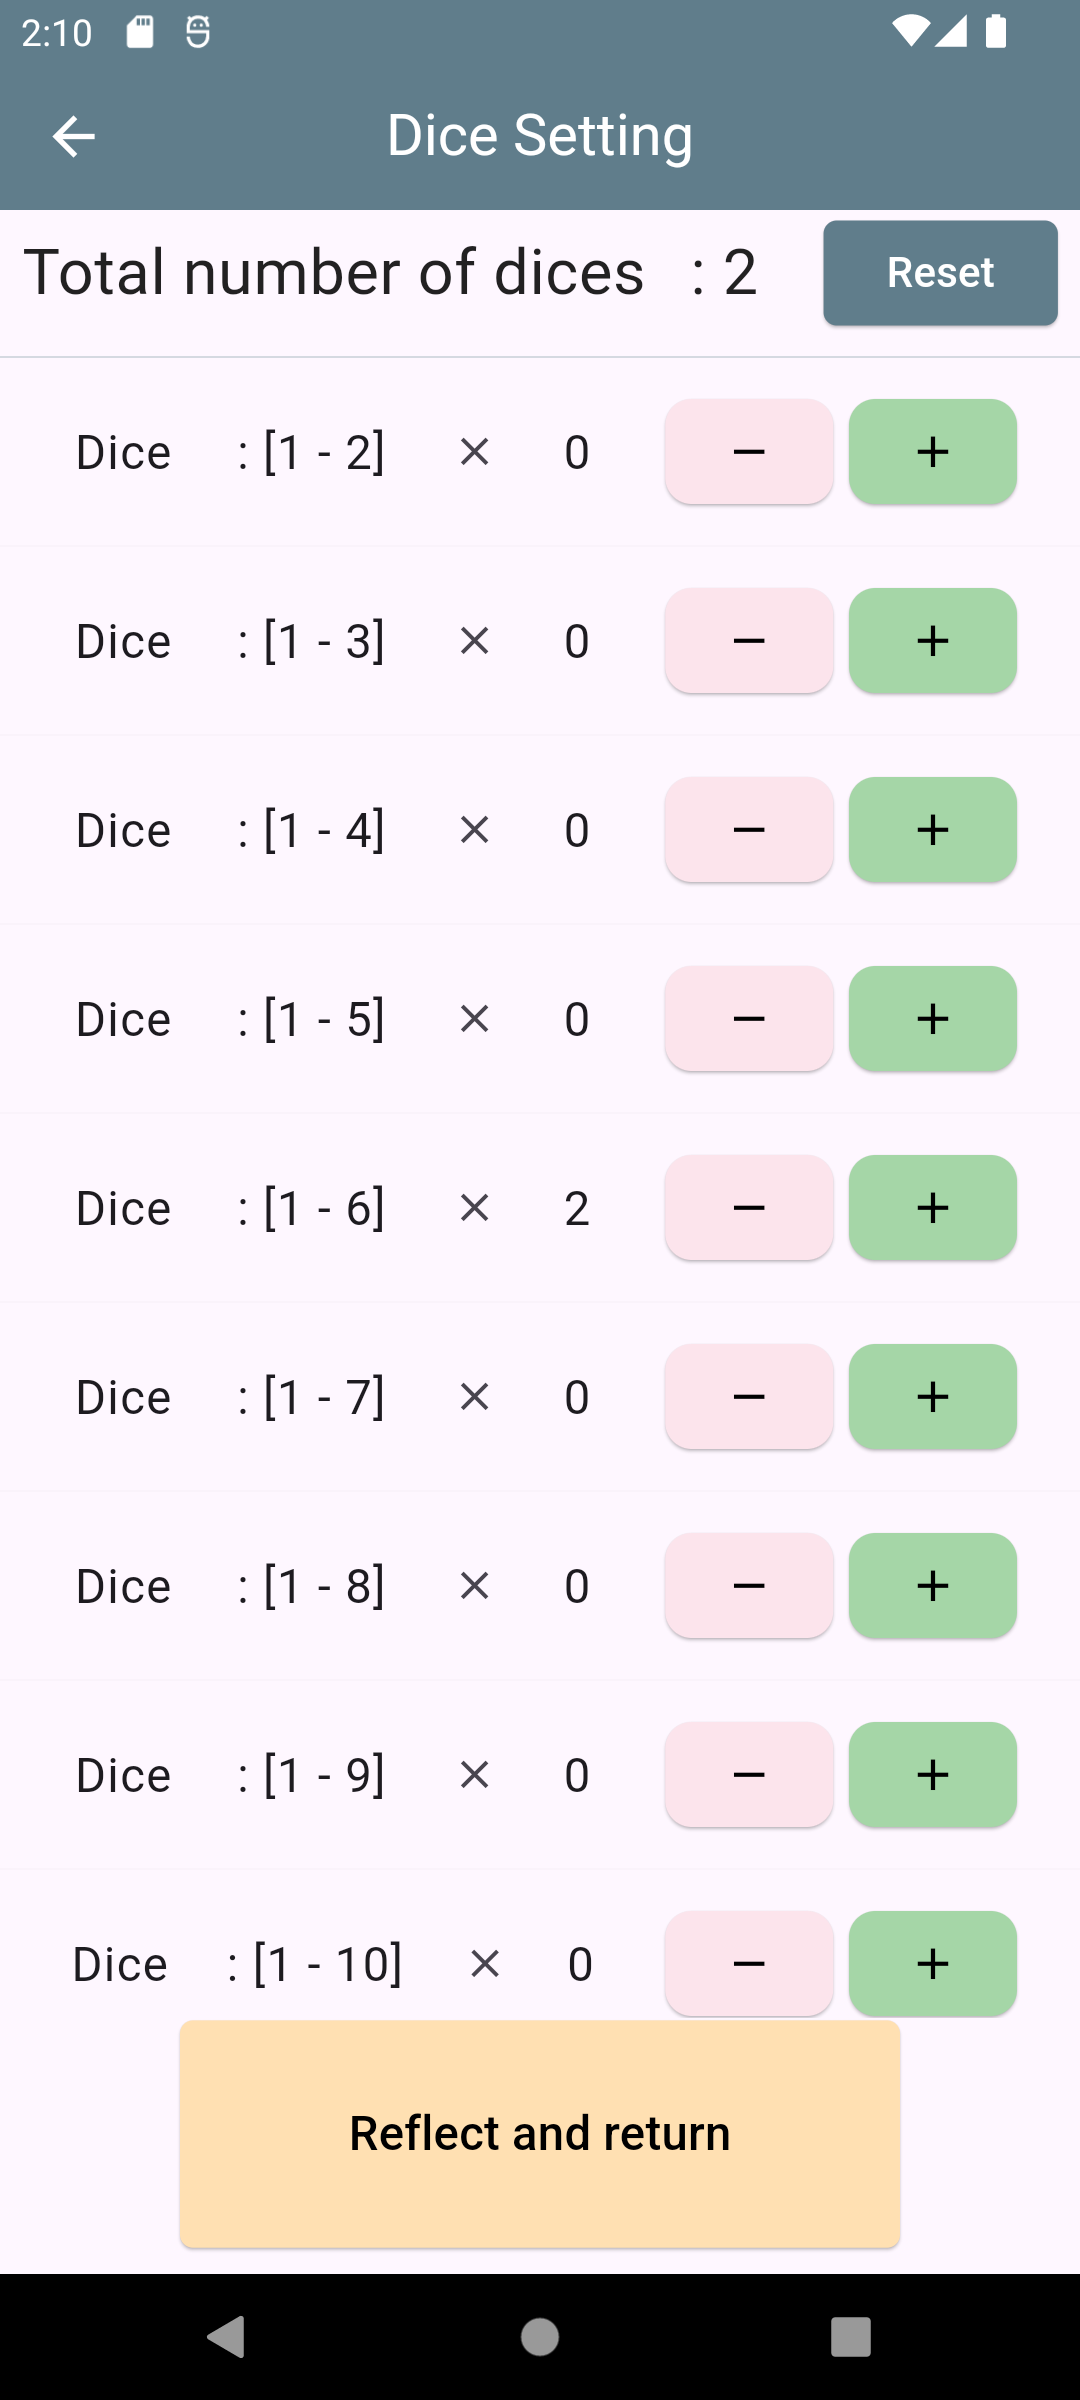 2:10
Dice Setting
Total number of dices : 2 Reset
Dice : [1 - 2] × 0 − +
Dice : [1 - 3] × 0 − +
Dice : [1 - 4] × 0 − +
Dice : [1 - 5] × 0 − +
Dice : [1 - 6] × 2 − +
Dice : [1 - 7] × 0 − +
Dice : [1 - 8] × 0 − +
Dice : [1 - 9] × 0 − +
Dice : [1 - 10] × 0 − +
Reflect and return